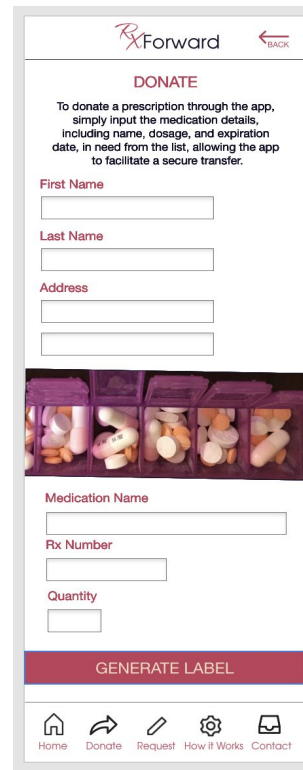 RxForward
BACK
DONATE
To donate a prescription through the app,
simply input the medication details,
including name, dosage, and expiration
date, in need from the list, allowing the app
to facilitate a secure transfer.
First Name
Last Name
Address
Medication Name
Rx Number
Quantity
GENERATE LABEL
Home Donate Request How it Works Contact